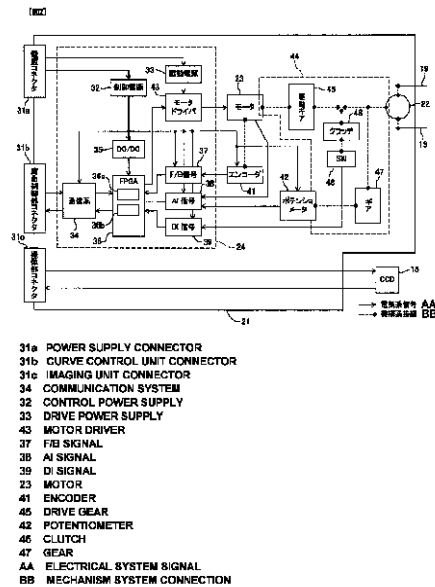 [図2]
31a
電源コネクタ
31b
湾曲制御部コネクタ
31c
撮像部コネクタ
32
制御電源
33
駆動電源
43
モータ
ドライバ
23
モータ
44
45
駆動ギア
48
クラッチ
SW
46
19
22
19
35
DC/DC
36a
FPGA
36b
36
通信系
34
37
F/B信号
38
AI 信号
DI 信号
39
24
エンコーダ
41
42
ポテンショ
メータ
47
ギア
CCD
18
21
電気系信号 AA
機構系接続 BB
31a POWER SUPPLY CONNECTOR
31b CURVE CONTROL UNIT CONNECTOR
31c IMAGING UNIT CONNECTOR
34 COMMUNICATION SYSTEM
32 CONTROL POWER SUPPLY
33 DRIVE POWER SUPPLY
43 MOTOR DRIVER
37 F/B SIGNAL
38 AI SIGNAL
39 DI SIGNAL
23 MOTOR
41 ENCODER
45 DRIVE GEAR
42 POTENTIOMETER
46 CLUTCH
47 GEAR
AA ELECTRICAL SYSTEM SIGNAL
BB MECHANISM SYSTEM CONNECTION